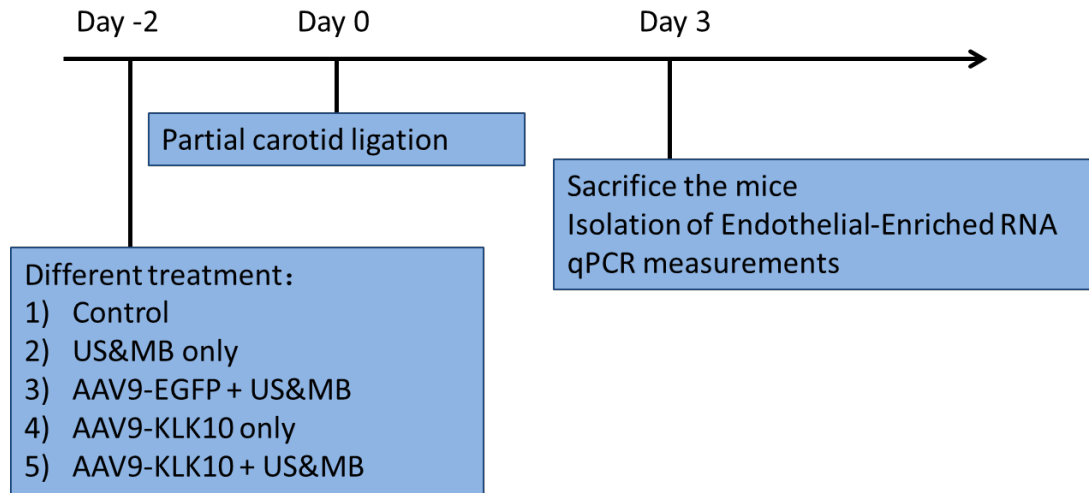 Day -2
Day 0
Day 3
Partial carotid ligation
Sacrifice the mice
Isolation of Endothelial-Enriched RNA
qPCR measurements
Different treatment：
1) Control
2) US&MB only
3) AAV9-EGFP + US&MB
4) AAV9-KLK10 only
5) AAV9-KLK10 + US&MB